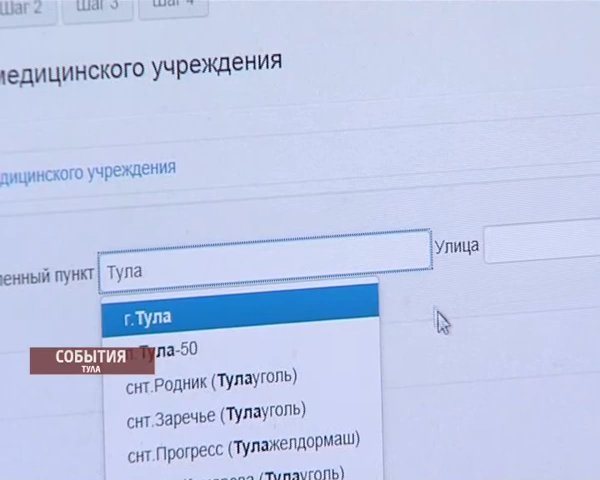 Шаг 2 Шаг 3 Шаг 4
медицинского учреждения
дицинского учреждения
ленный пункт Тула Улица
г.Тула
п.Тула-50
снт.Родник (Тулауголь)
снт.Заречье (Тулауголь)
снт.Прогресс (Тулажелдормаш)
(Тулауголь)
СОБЫТИЯ
ТУЛА